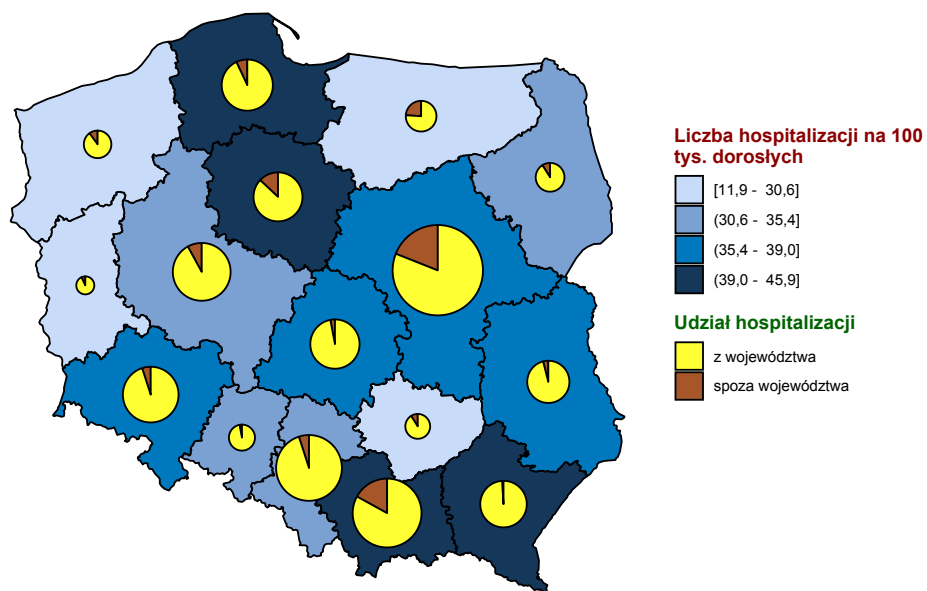 Liczba hospitalizacji na 100
tys. dorosłych
[11,9 - 30,6]
(30,6 - 35,4]
(35,4 - 39,0]
(39,0 - 45,9]
Udział hospitalizacji
z województwa
spoza województwa